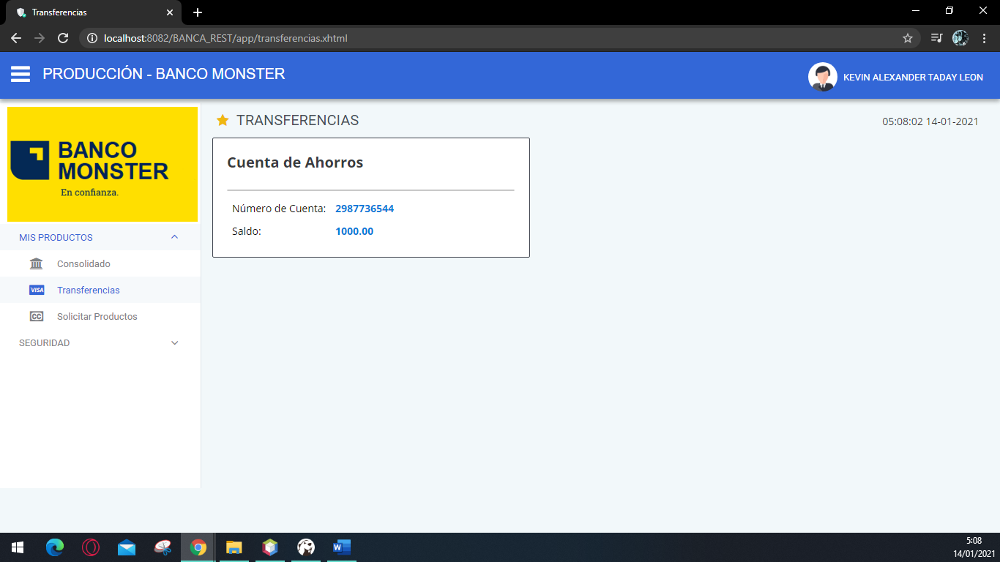 Transferencias
localhost:8082/BANCA_REST/app/transferencias.xhtml
PRODUCCIÓN - BANCO MONSTER
KEVIN ALEXANDER TADAY LEON
BANCO
MONSTER
En confianza.
TRANSFERENCIAS
05:08:02 14-01-2021
Cuenta de Ahorros
Número de Cuenta: 2987736544
Saldo: 1000.00
MIS PRODUCTOS
Consolidado
VISA Transferencias
CC Solicitar Productos
SEGURIDAD
W
5:08
14/01/2021